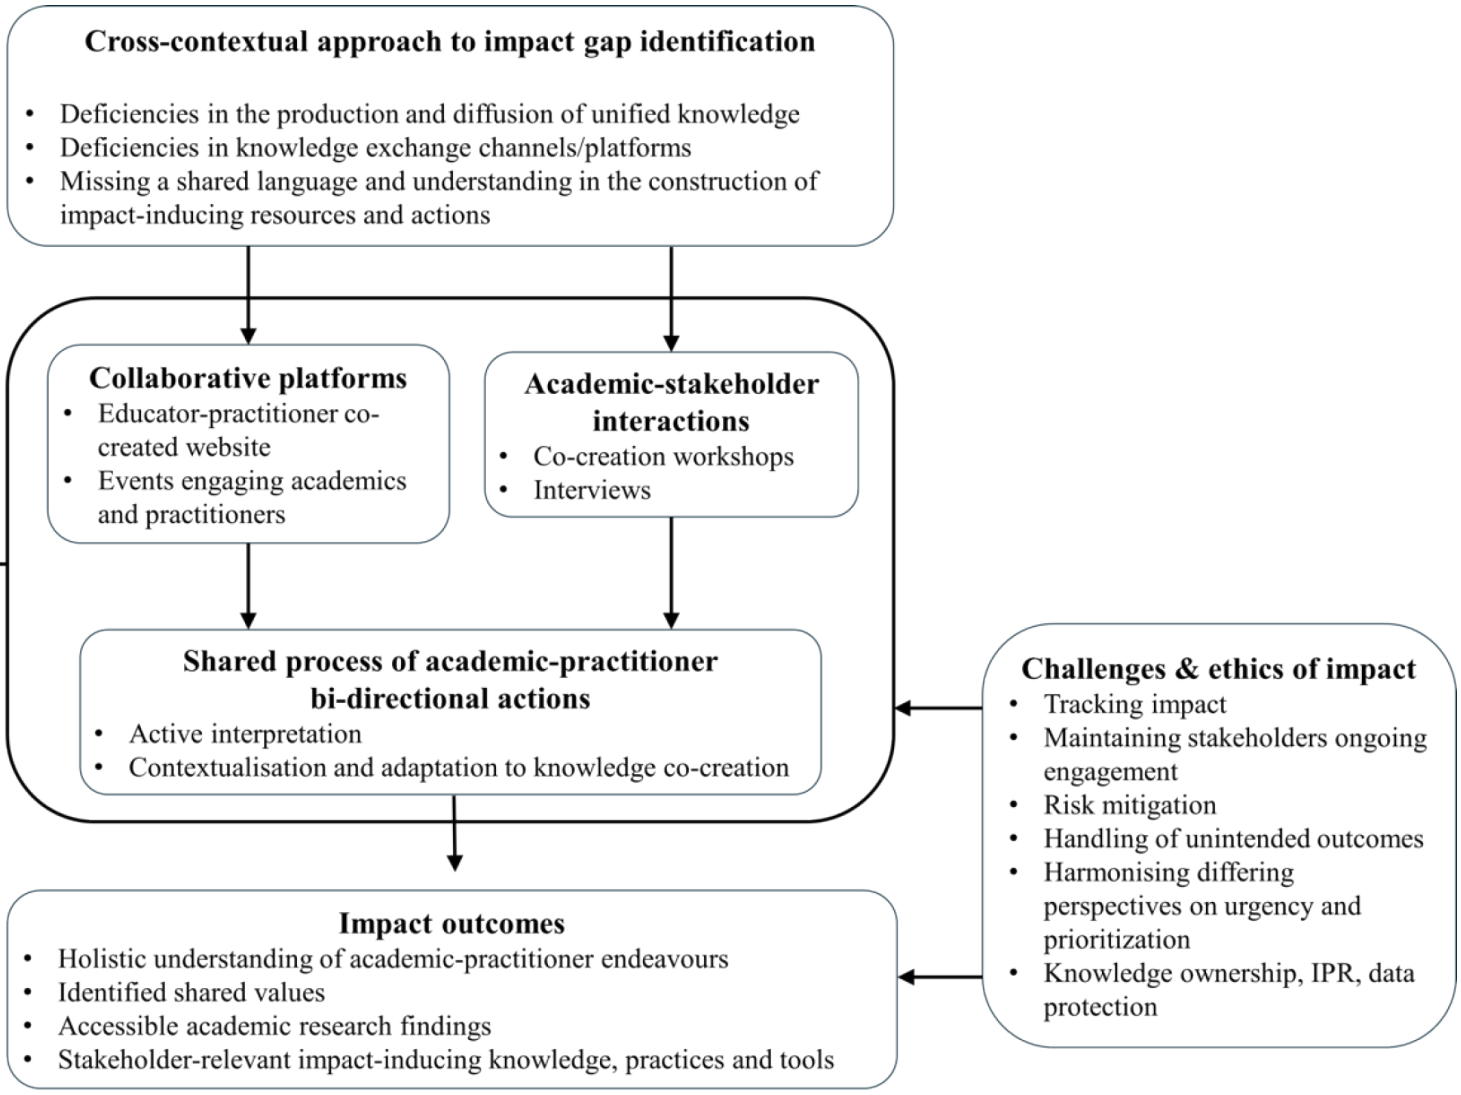 Cross-contextual approach to impact gap identification
• Deficiencies in the production and diffusion of unified knowledge
• Deficiencies in knowledge exchange channels/platforms
• Missing a shared language and understanding in the construction of
impact-inducing resources and actions
Collaborative platforms
• Educator-practitioner co-
created website
• Events engaging academics
and practitioners
Academic-stakeholder
interactions
• Co-creation workshops
• Interviews
Shared process of academic-practitioner
bi-directional actions
• Active interpretation
• Contextualisation and adaptation to knowledge co-creation
Challenges & ethics of impact
• Tracking impact
• Maintaining stakeholders ongoing
engagement
• Risk mitigation
• Handling of unintended outcomes
• Harmonising differing
perspectives on urgency and
prioritization
• Knowledge ownership, IPR, data
protection
Impact outcomes
• Holistic understanding of academic-practitioner endeavours
• Identified shared values
• Accessible academic research findings
• Stakeholder-relevant impact-inducing knowledge, practices and tools